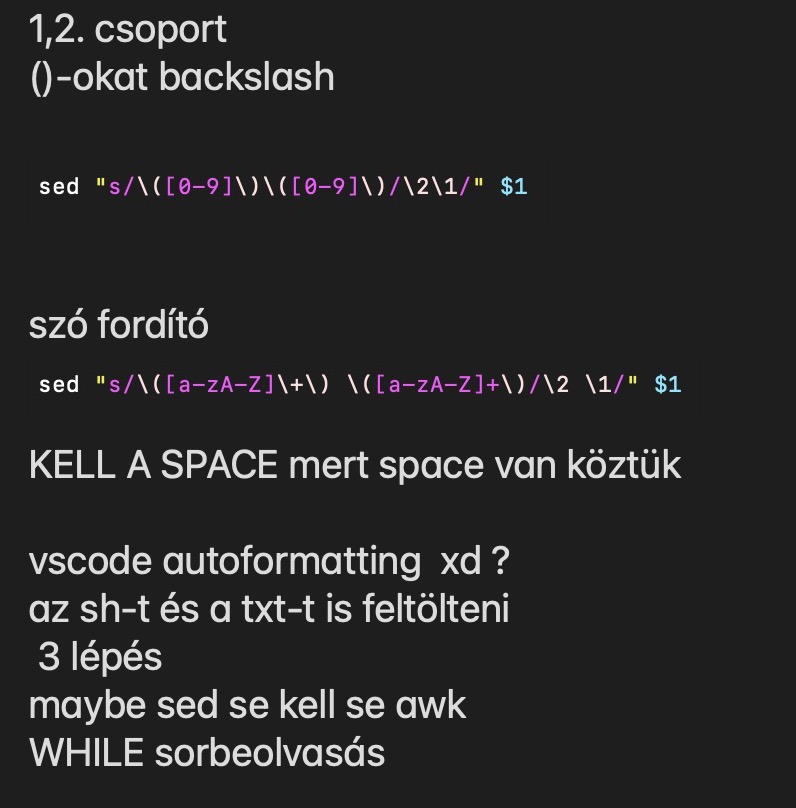 1,2. csoport
()-okat backslash
sed "s/\([0-9]\)\([0-9]\)/\2\1/" $1
szó fordító
sed "s/\([a-zA-Z]\+\) \([a-zA-Z]+\)/\2 \1/" $1
KELL A SPACE mert space van köztük
vscode autoformatting  xd ?
az sh-t és a txt-t is feltölteni
3 lépés
maybe sed se kell se awk
WHILE sorbeolvasás